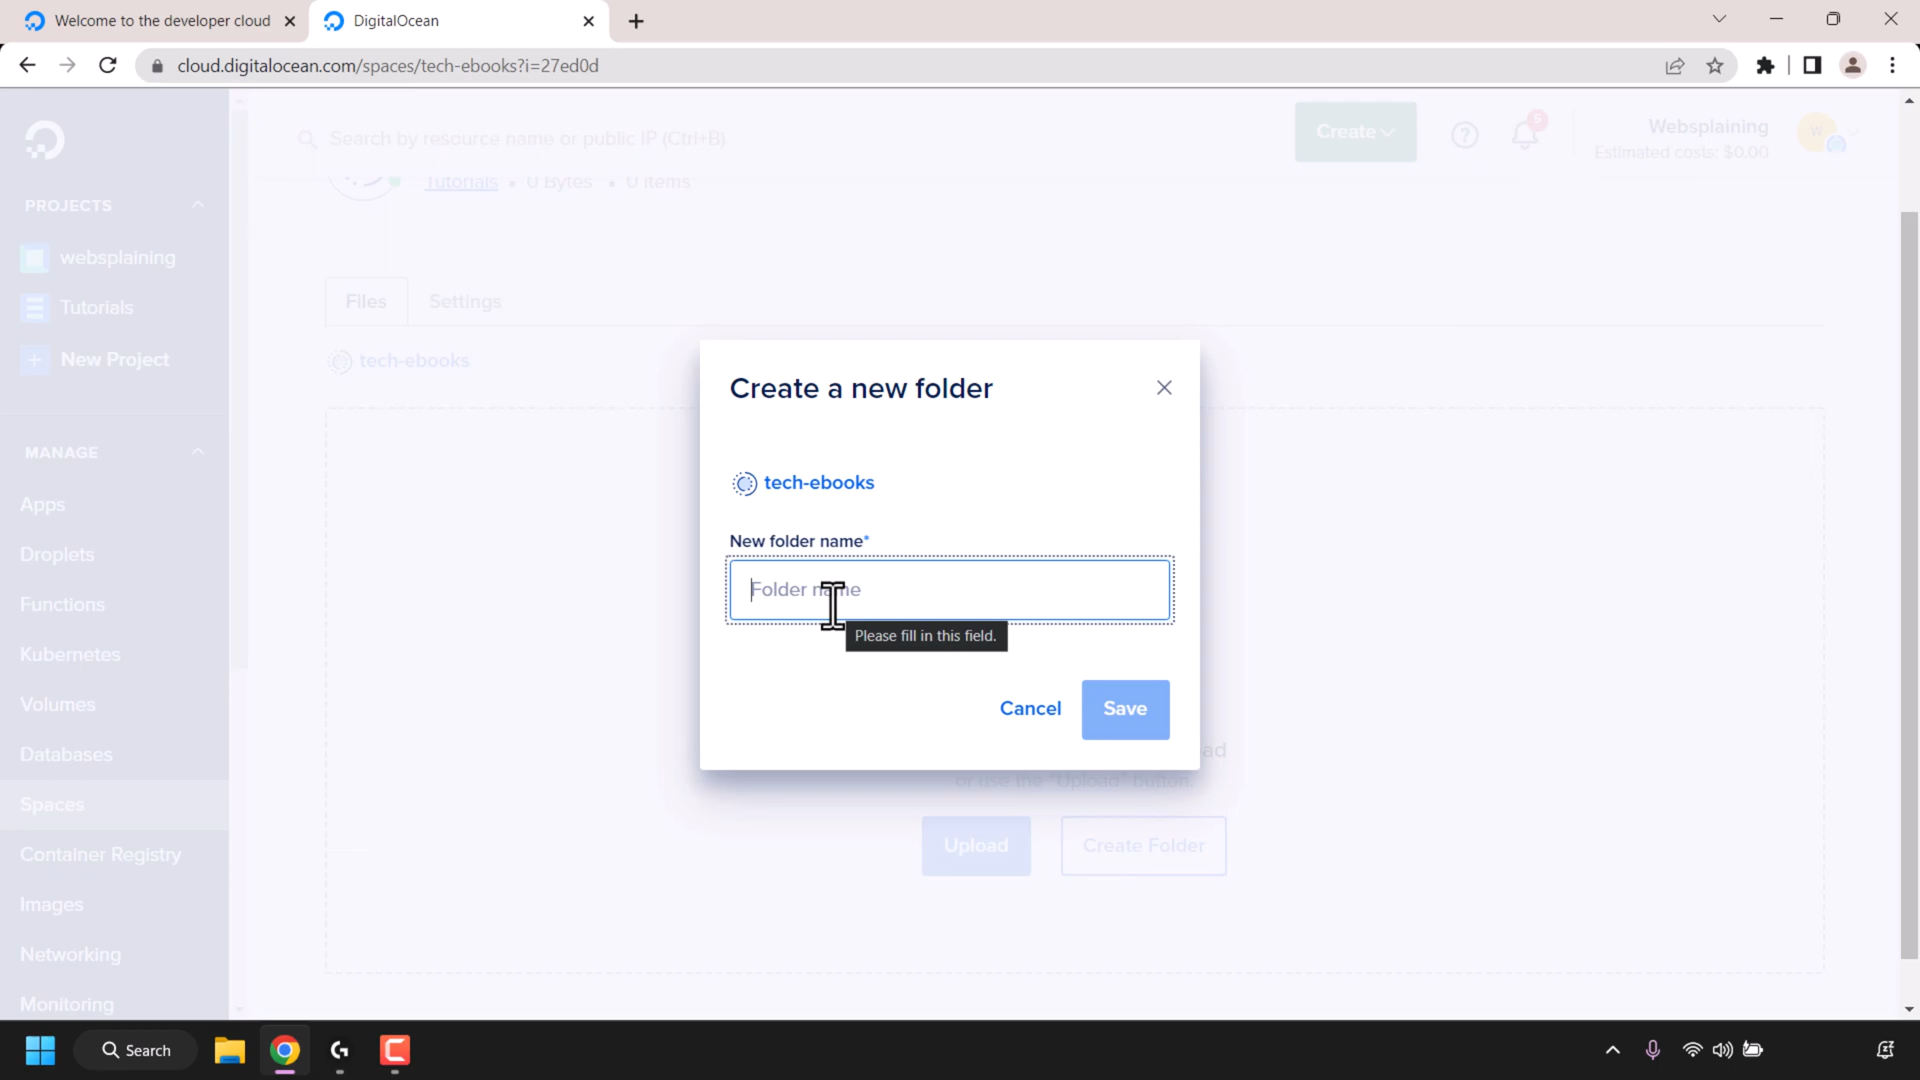 Welcome to the developer cloud
DigitalOcean
cloud.digitalocean.com/spaces/tech-ebooks?i=27ed0d
Search by resource name or public IP (Ctrl+B)
Create
5
Websplaining
Estimated costs: $0.00
W
Tutorials • 0 Bytes • 0 Items
PROJECTS
websplaining
Tutorials
New Project
MANAGE
Apps
Droplets
Functions
Kubernetes
Volumes
Databases
Spaces
Container Registry
Images
Networking
Monitoring
Files
Settings
tech-ebooks
Create a new folder
tech-ebooks
New folder name*
Folder name
Please fill in this field.
Cancel
Save
or use the "Upload" button.
Upload
Create Folder
Search